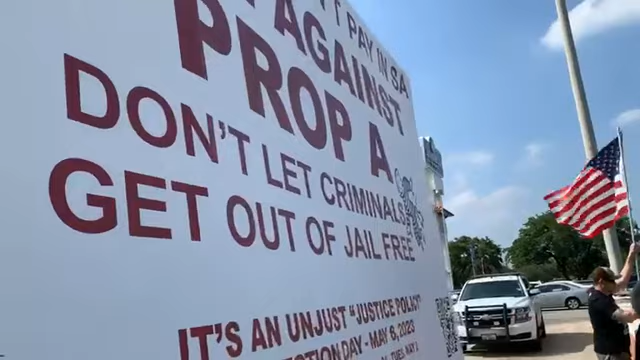 PAY IN SA
AGAINST
PROP A.
DON'T LET CRIMINALS
GET OUT OF JAIL FREE
IT'S AN UNJUST "JUSTICE POLICY"
DAY - MAY 6, 2023